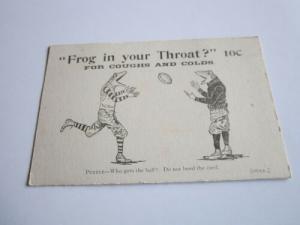 "Frog in your Throat?" 10C
FOR COUGHS AND COLDS
Puzzle—Who gets the ball? Do not bend the card.